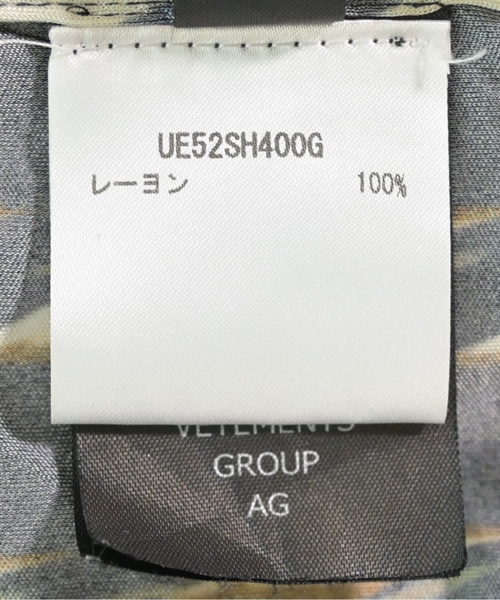 UE52SH400G
レーヨン 100%
VETEMENTS
GROUP
AG